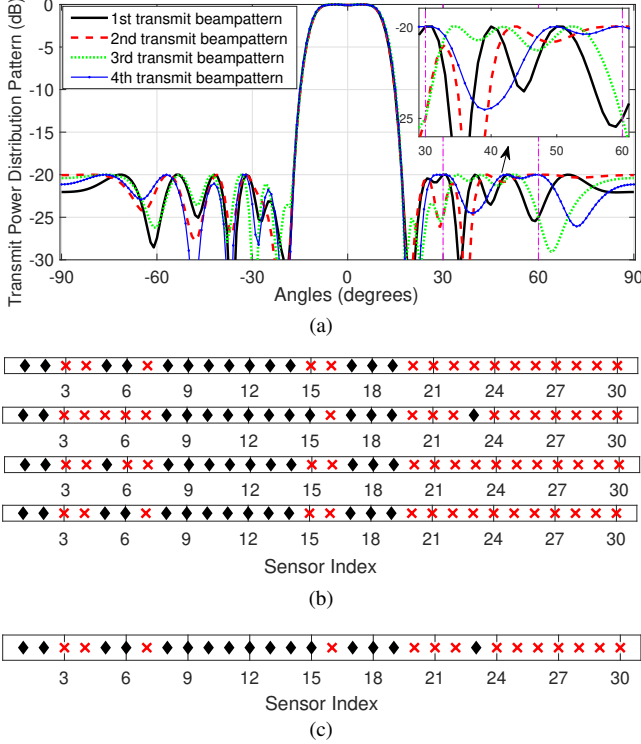 Transmit Power Distribution Pattern (dB)
0
-5
-10
-15
-20
-25
-30
1st transmit beampattern
2nd transmit beampattern
3rd transmit beampattern
4th transmit beampattern
-20
-25
30 40 50 60
-90 -60 -30 0 30 60 90
Angles (degrees)
(a)
3 6 9 12 15 18 21 24 27 30
3 6 9 12 15 18 21 24 27 30
3 6 9 12 15 18 21 24 27 30
3 6 9 12 15 18 21 24 27 30
Sensor Index
(b)
3 6 9 12 15 18 21 24 27 30
Sensor Index
(c)